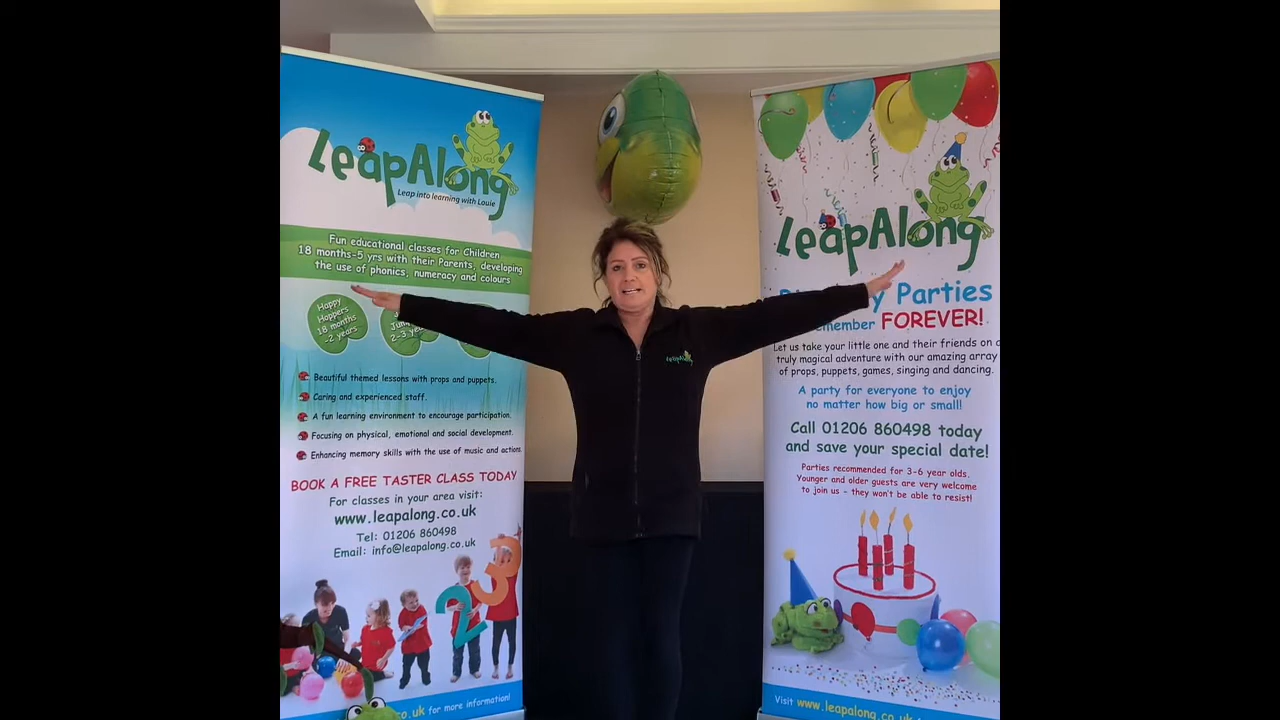 LeapAlong
Leap into learning with Louie
Fun educational classes for Children
18 months-5 yrs with their Parents, developing
the use of phonics, numeracy and colours
Happy
Hoppers
18 months
-2 years
2-3
Beautiful themed lessons with props and puppets.
Caring and experienced staff.
A fun learning environment to encourage participation.
Focusing on physical, emotional and social development.
Enhancing memory skills with the use of music and actions.
BOOK A FREE TASTER CLASS TODAY
For classes in your area visit:
www.leapalong.co.uk
Tel: 01206 860498
Email: info@leapalong.co.uk
2 3
co.uk for more information!
LeapAlong
LeapAlong
Parties
FOREVER!
Let us take your little one and their friends on a
truly magical adventure with our amazing array
of props, puppets, games, singing and dancing.
A party for everyone to enjoy
no matter how big or small!
Call 01206 860498 today
and save your special date!
Parties recommended for 3-6 year olds.
Younger and older guests are very welcome
to join us - they won't be able to resist!
Visit www.leapalong.co.uk